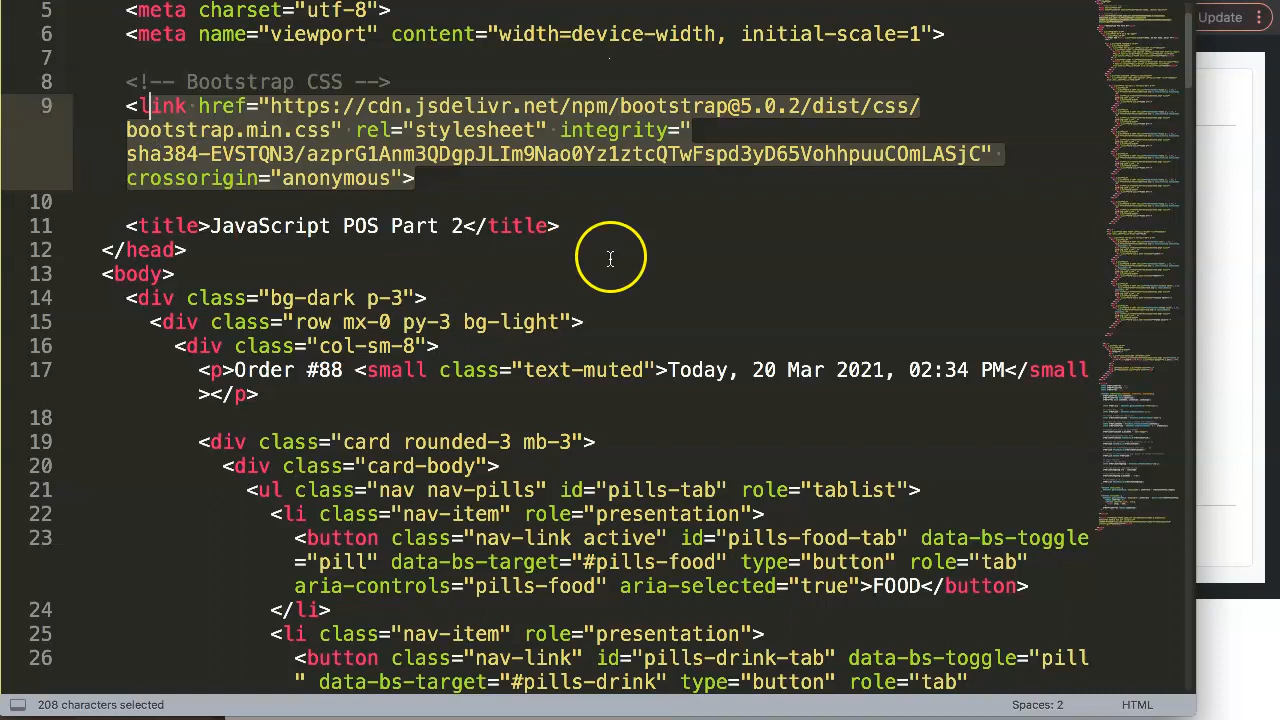 5 <meta charset="utf-8">
Update
6 <meta name="viewport" content="width=device-width, initial-scale=1">
7
8 <!-- Bootstrap CSS -->
9 <link href="https://cdn.jsdelivr.net/npm/bootstrap@5.0.2/dist/css/
bootstrap.min.css" rel="stylesheet" integrity="
sha384-EVSTQN3/azprG1Anm3QDgpJLIm9Nao0Yz1ztcQTwFspd3yD65VohhpuuCOmLASjC"
crossorigin="anonymous">
10
11 <title>JavaScript POS Part 2</title>
12 </head>
13 <body>
14 <div class="bg-dark p-3">
15 <div class="row mx-0 py-3 bg-light">
16 <div class="col-sm-8">
17 <p>Order #88 <small class="text-muted">Today, 20 Mar 2021, 02:34 PM</small
></p>
18
19 <div class="card rounded-3 mb-3">
20 <div class="card-body">
21 <ul class="nav nav-pills" id="pills-tab" role="tablist">
22 <li class="nav-item" role="presentation">
23 <button class="nav-link active" id="pills-food-tab" data-bs-toggle
="pill" data-bs-target="#pills-food" type="button" role="tab"
aria-controls="pills-food" aria-selected="true">FOOD</button>
24 </li>
25 <li class="nav-item" role="presentation">
26 <button class="nav-link" id="pills-drink-tab" data-bs-toggle="pill
" data-bs-target="#pills-drink" type="button" role="tab"
208 characters selected
Spaces: 2
HTML